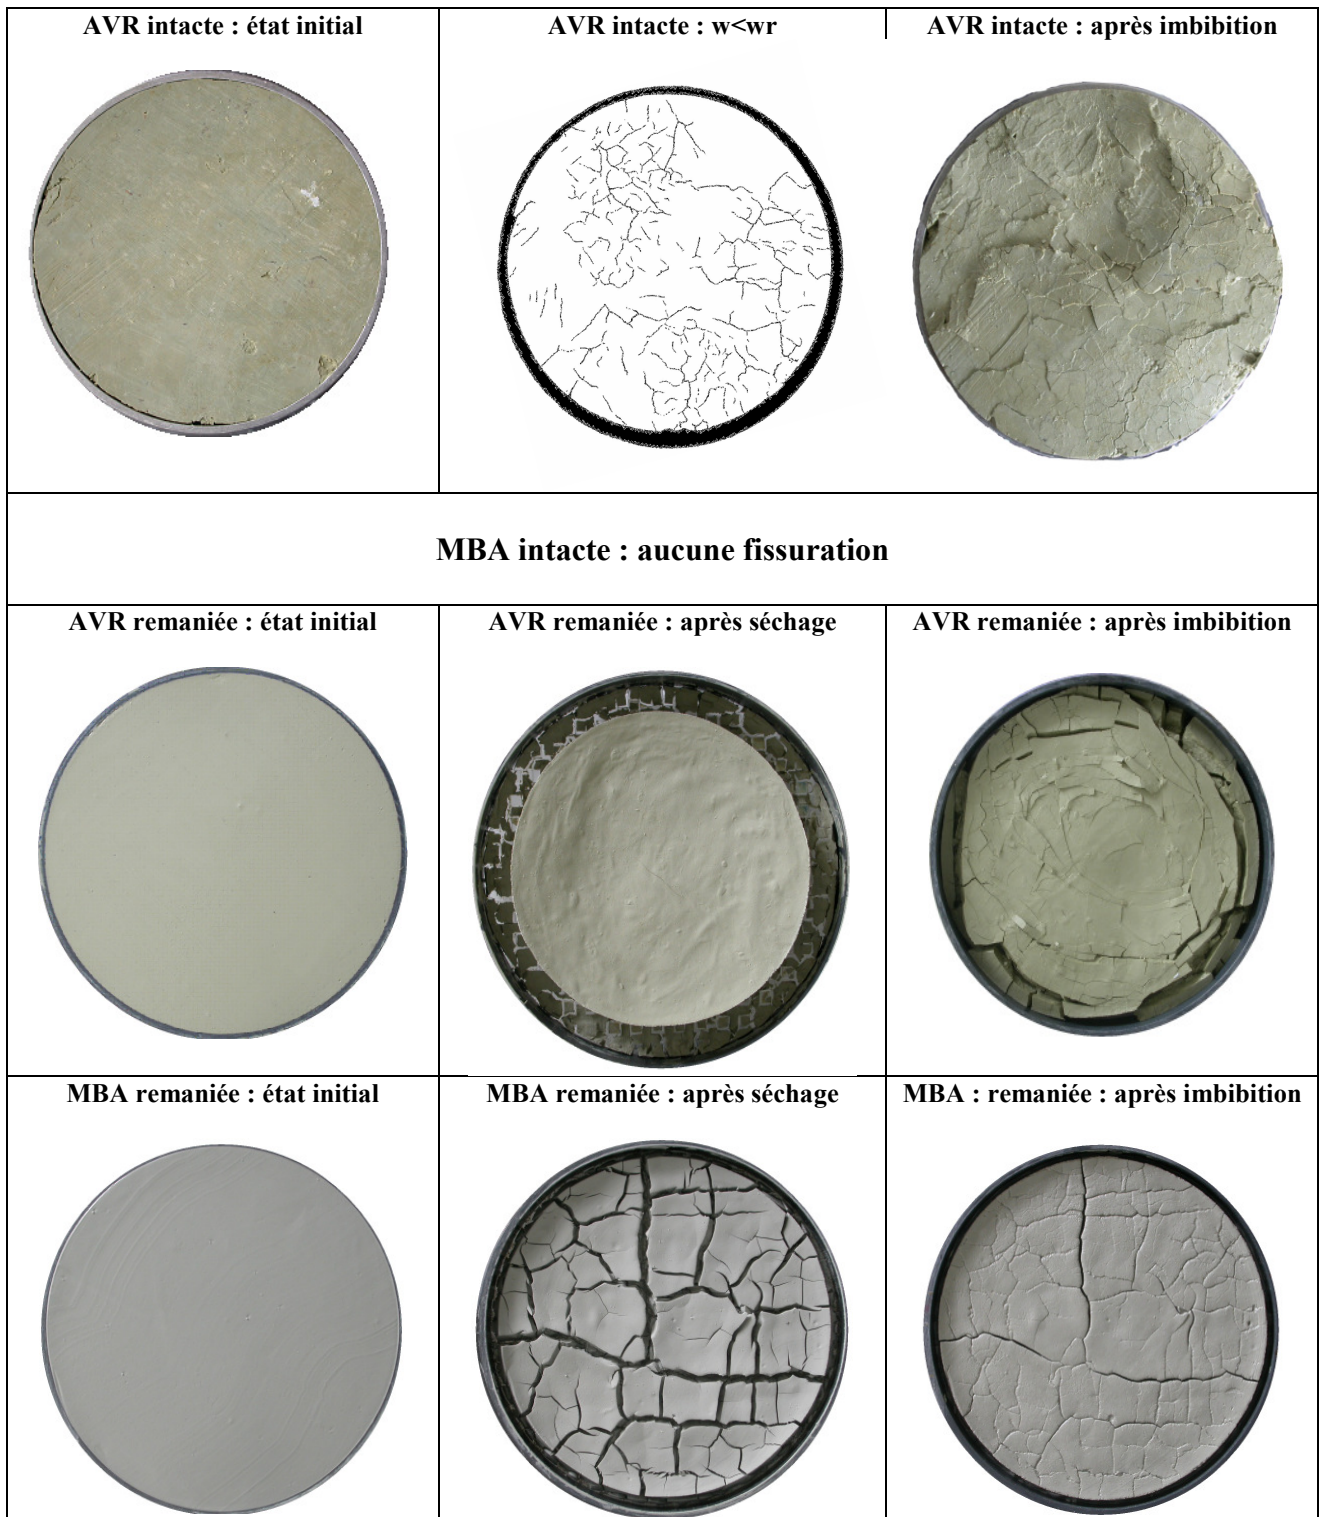 AVR intacte : état initial
AVR intacte : w<wr
AVR intacte : après imbibition
MBA intacte : aucune fissuration
AVR remaniée : état initial
AVR remaniée : après séchage
AVR remaniée : après imbibition
MBA remaniée : état initial
MBA remaniée : après séchage
MBA : remaniée : après imbibition